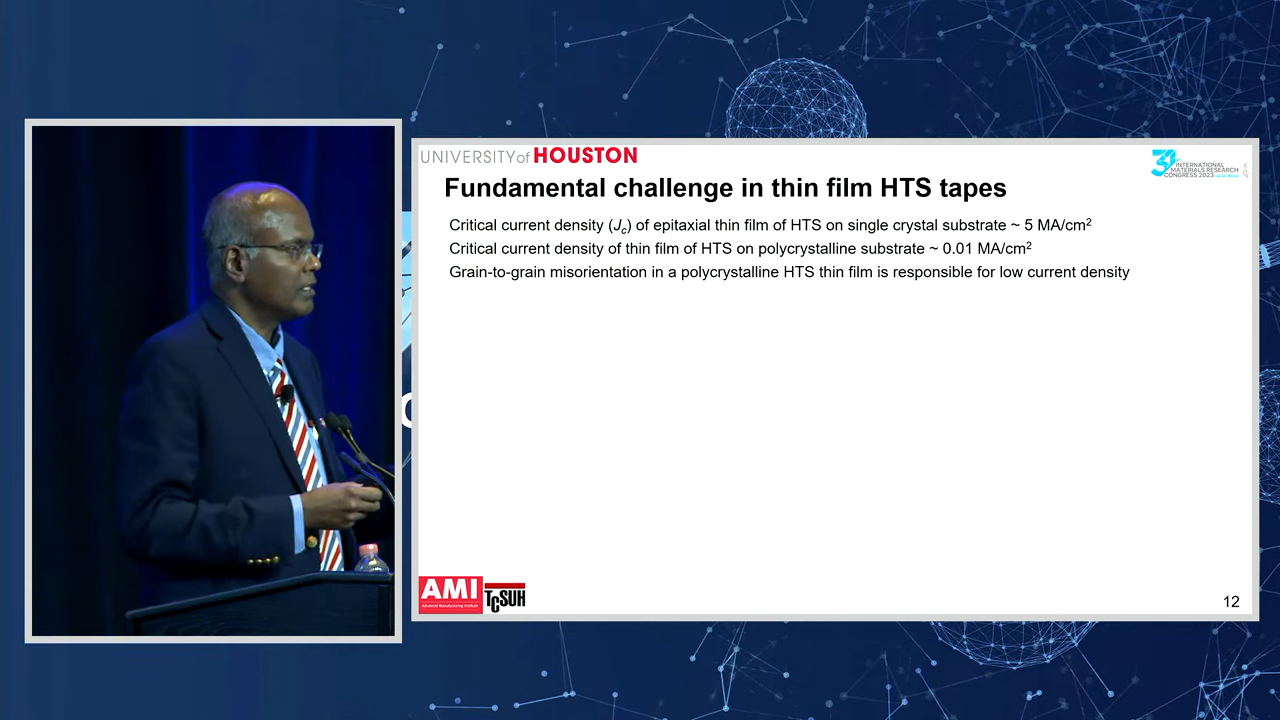 UNIVERSITYof HOUSTON
31st INTERNATIONAL
MATERIALS RESEARCH
CONGRESS 2023
Fundamental challenge in thin film HTS tapes
Critical current density (Jc) of epitaxial thin film of HTS on single crystal substrate ~ 5 MA/cm²
Critical current density of thin film of HTS on polycrystalline substrate ~ 0.01 MA/cm²
Grain-to-grain misorientation in a polycrystalline HTS thin film is responsible for low current density
AMI
Advanced Manufacturing Institute
TCSUH
12